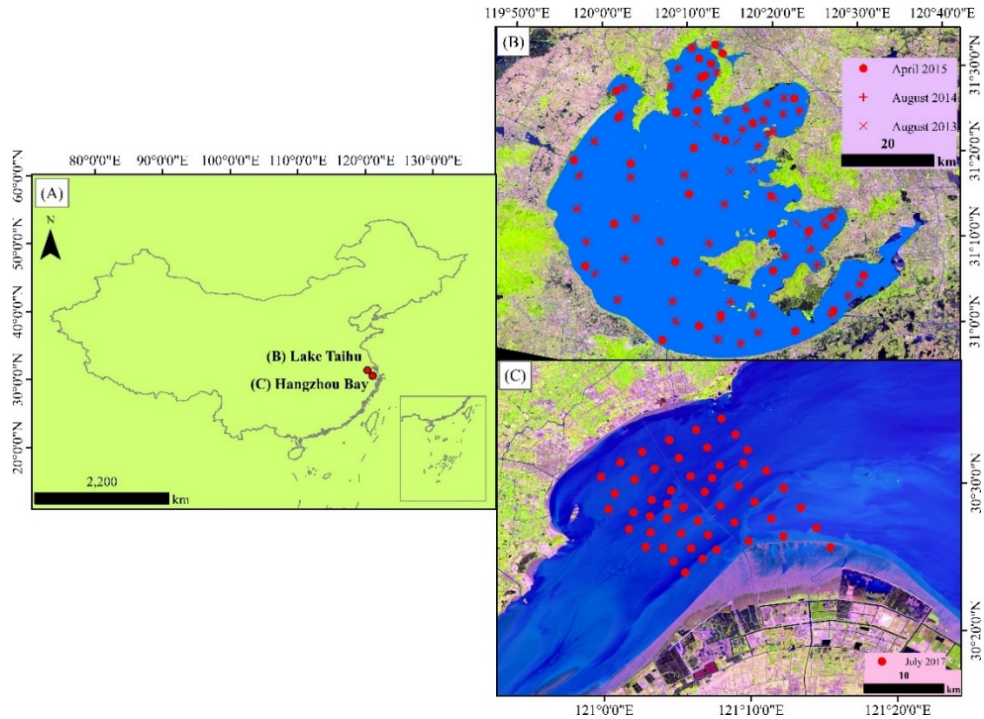 80°0'0"E 90°0'0"E 100°0'0"E 120°0'0"E 130°0'0"E
(A)
N
60°0'0"N
50°0'0"N
40°0'0"N
30°0'0"N
20°0'0"N
(B) Lake Taihu
(C) Hangzhou Bay
2,200
km
119°50'0"E 120°0'0"E 120°10'0"E 120°20'0"E 120°30'0"E 120°40'0"E
(B)
April 2015
August 2014
August 2013
20
km
31°30'0"N
31°20'0"N
31°10'0"N
31°0'0"N
(C)
30°30'0"N
30°20'0"N
July 2017
10
km
121°0'0"E 121°10'0"E 121°20'0"E